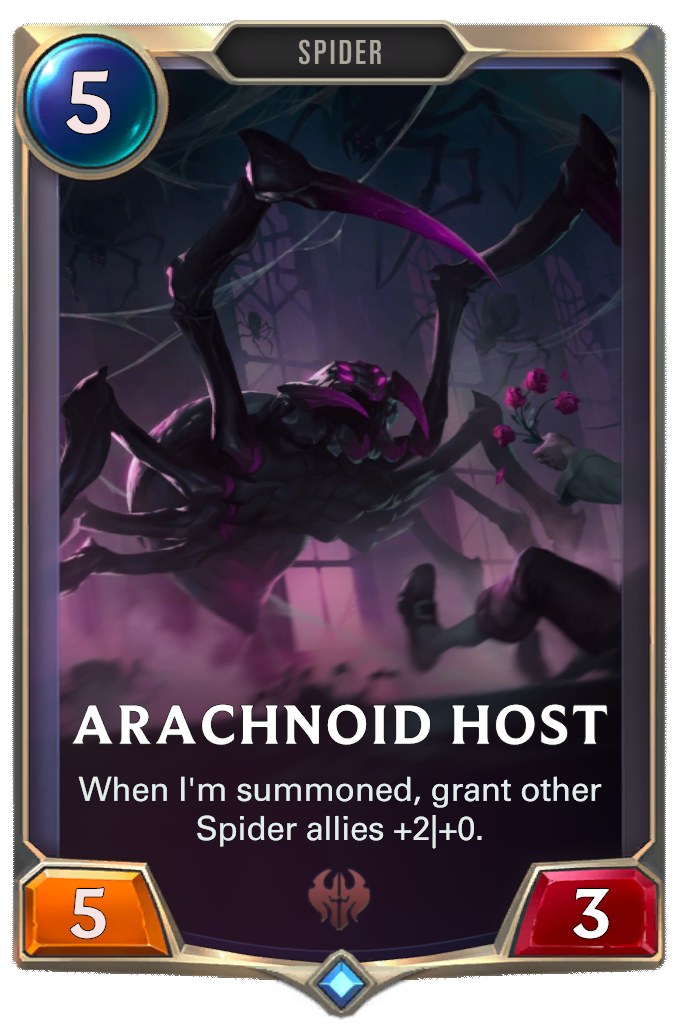 SPIDER
5
ARACHNOID HOST
When I'm summoned, grant other
Spider allies +2|+0.
5
3